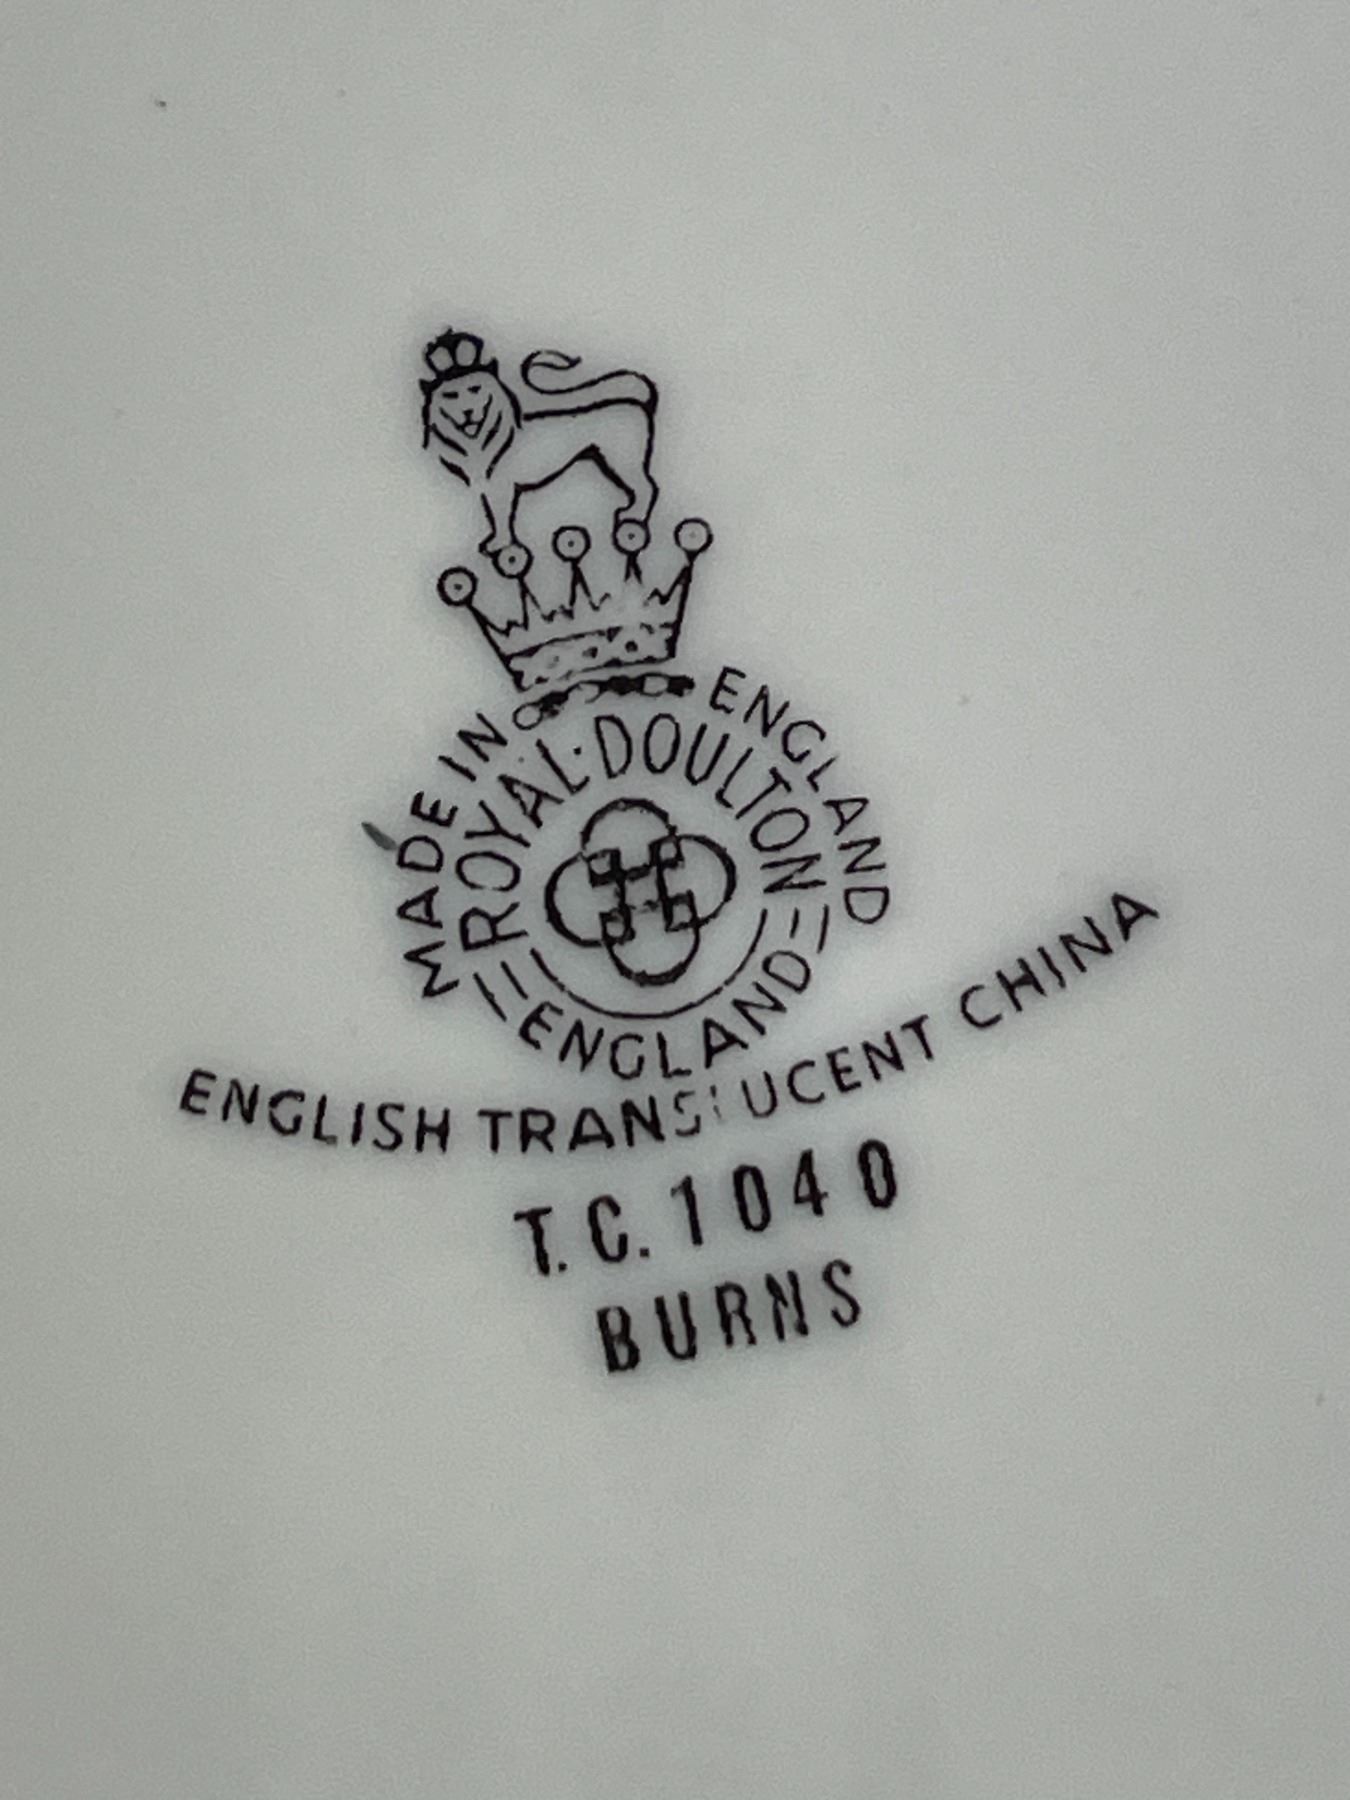 MADE IN ENGLAND
ROYAL·DOULTON
ENGLAND
ENGLISH TRANSLUCENT CHINA
T.C.1040
BURNS